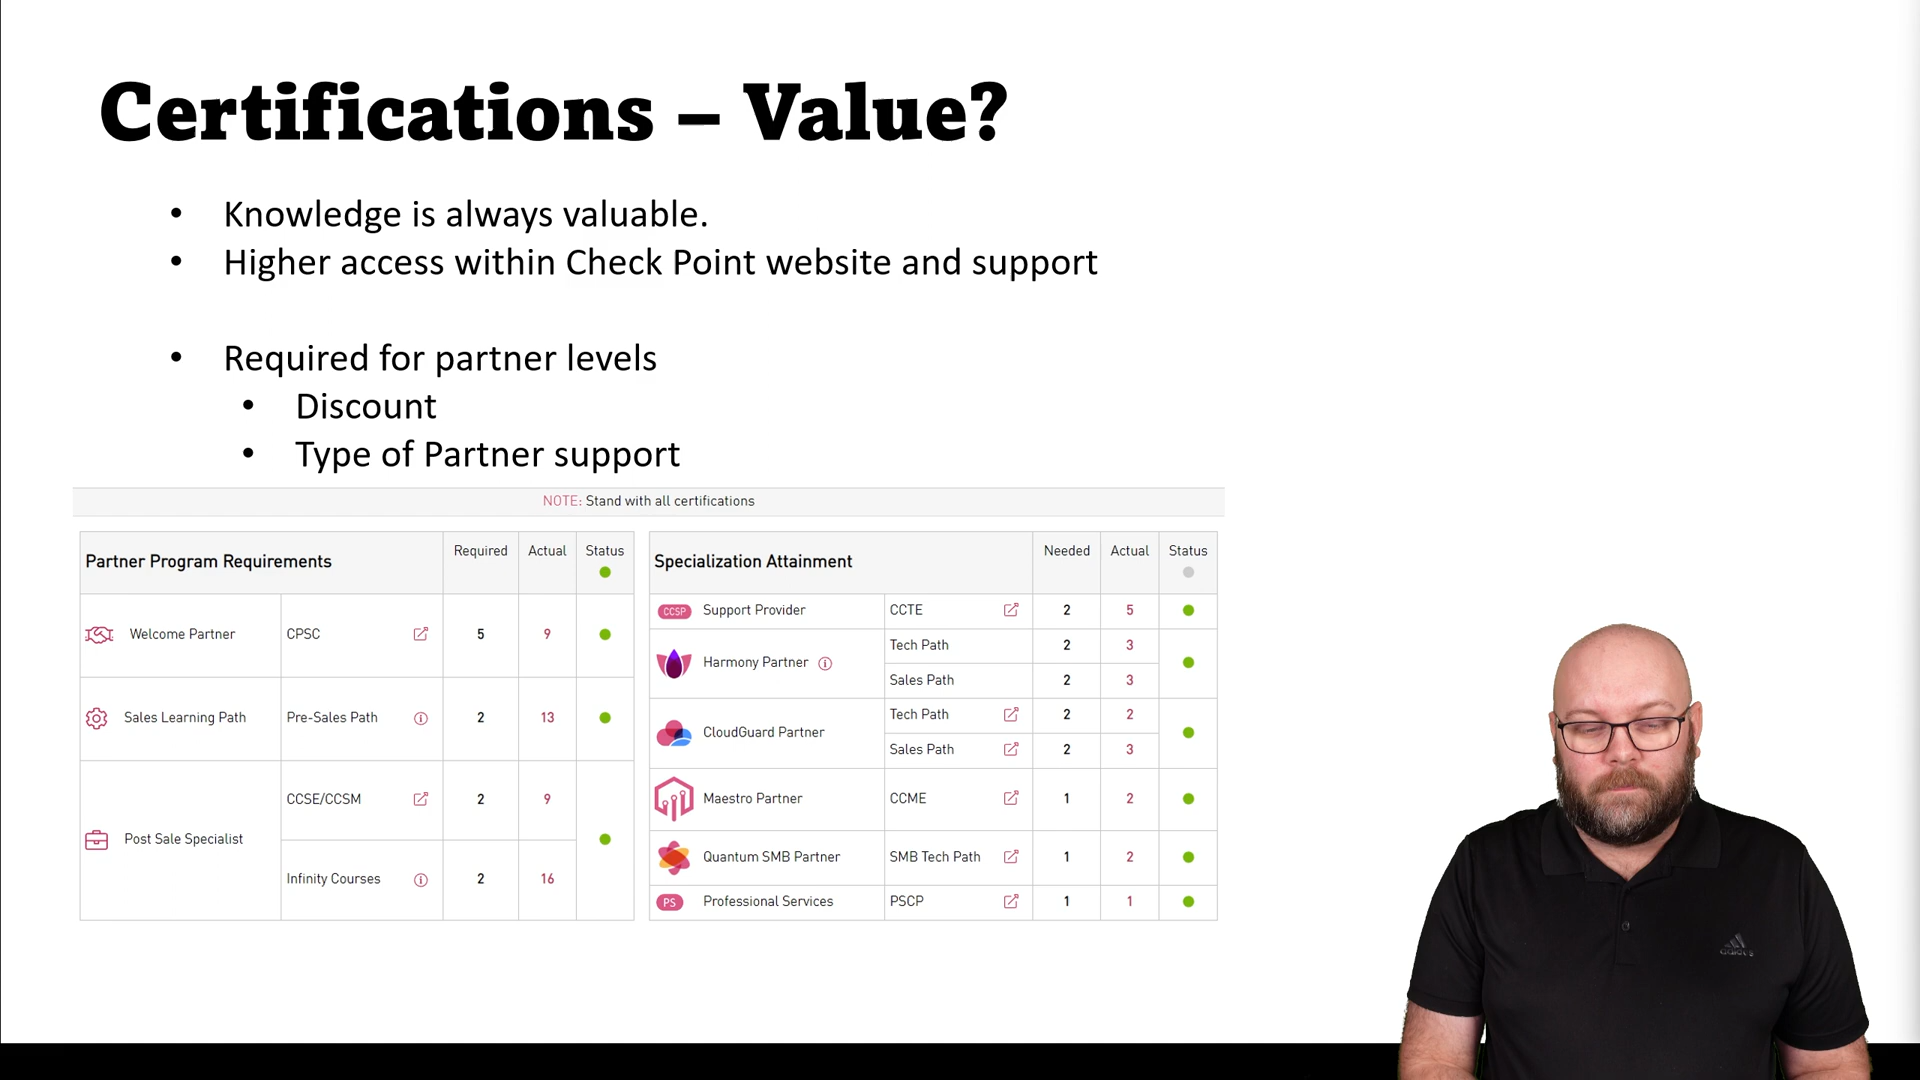 Certifications – Value?
• Knowledge is always valuable.
• Higher access within Check Point website and support
• Required for partner levels
• Discount
• Type of Partner support
NOTE: Stand with all certifications
Partner Program Requirements Required Actual Status
Welcome Partner CPSC 5 9
Sales Learning Path Pre-Sales Path 2 13
Post Sale Specialist
CCSE/CCSM 2 9
Infinity Courses 2 16
Specialization Attainment Needed Actual Status
CCSP Support Provider CCTE 2 5
Harmony Partner
Tech Path 2 3
Sales Path 2 3
CloudGuard Partner
Tech Path 2 2
Sales Path 2 3
Maestro Partner CCME 1 2
Quantum SMB Partner SMB Tech Path 1 2
PS Professional Services PSCP 1 1
adidas